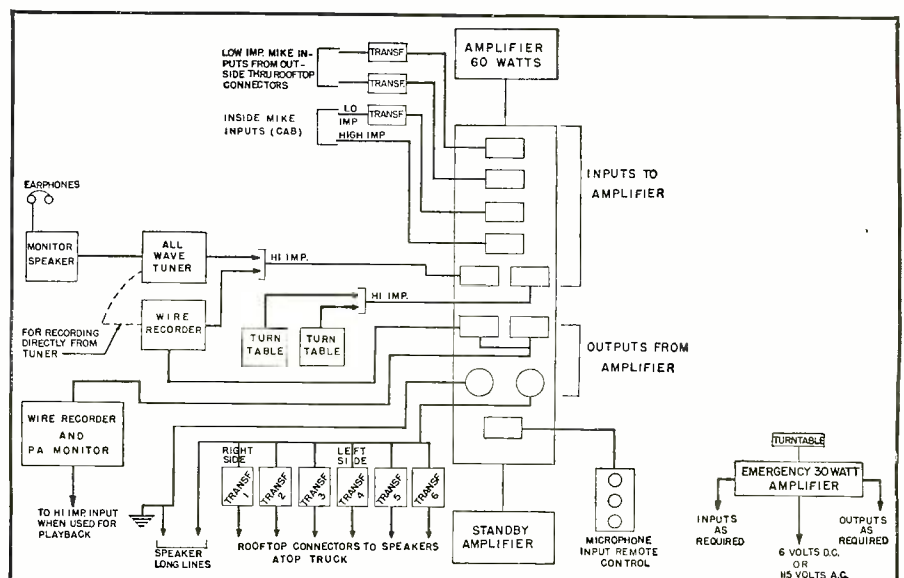 AMPLIFIER
60 WATTS
LOW IMP. MIKE IN-
PUTS FROM OUT-
SIDE THRU ROOFTOP
CONNECTORS
TRANSF
TRANSF.
INSIDE MIKE
INPUTS (CAB)
LO
IMP
TRANSF
HIGH IMP
INPUTS TO
AMPLIFIER
EARPHONES
MONITOR
SPEAKER
ALL
WAVE
TUNER
HI IMP.
WIRE
RECORDER
HI IMP.
FOR RECORDING
DIRECTLY FROM
TUNER
TURN
TABLE
TURN
TABLE
OUTPUTS FROM
AMPLIFIER
WIRE RECORDER
AND
PA MONITOR
RIGHT
SIDE
LEFT
SIDE
TRANSF
1
TRANSF
2
TRANSF
3
TRANSF
4
TRANSF
5
TRANSF
6
TO HI IMP. INPUT
WHEN USED FOR
PLAYBACK
SPEAKER
LONG LINES
ROOFTOP CONNECTORS TO SPEAKERS
ATOP TRUCK
STANDBY
AMPLIFIER
MICROPHONE
INPUT REMOTE
CONTROL
TURNTABLE
EMERGENCY 30 WATT
AMPLIFIER
INPUTS
AS
REQUIRED
OUTPUTS
AS
REQUIRED
6 VOLTS D.C.
OR
115 VOLTS A.C.